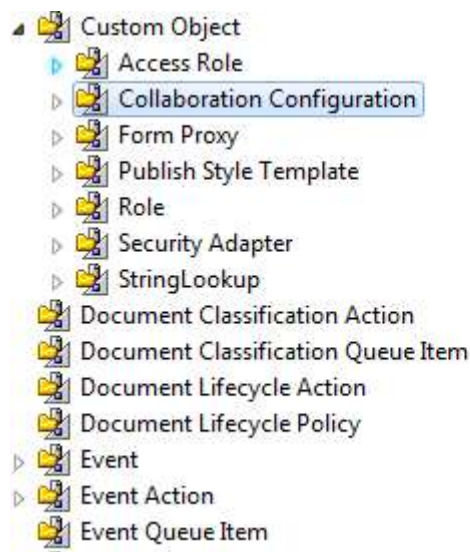 Custom Object
Access Role
Collaboration Configuration
Form Proxy
Publish Style Template
Role
Security Adapter
StringLookup
Document Classification Action
Document Classification Queue Item
Document Lifecycle Action
Document Lifecycle Policy
Event
Event Action
Event Queue Item